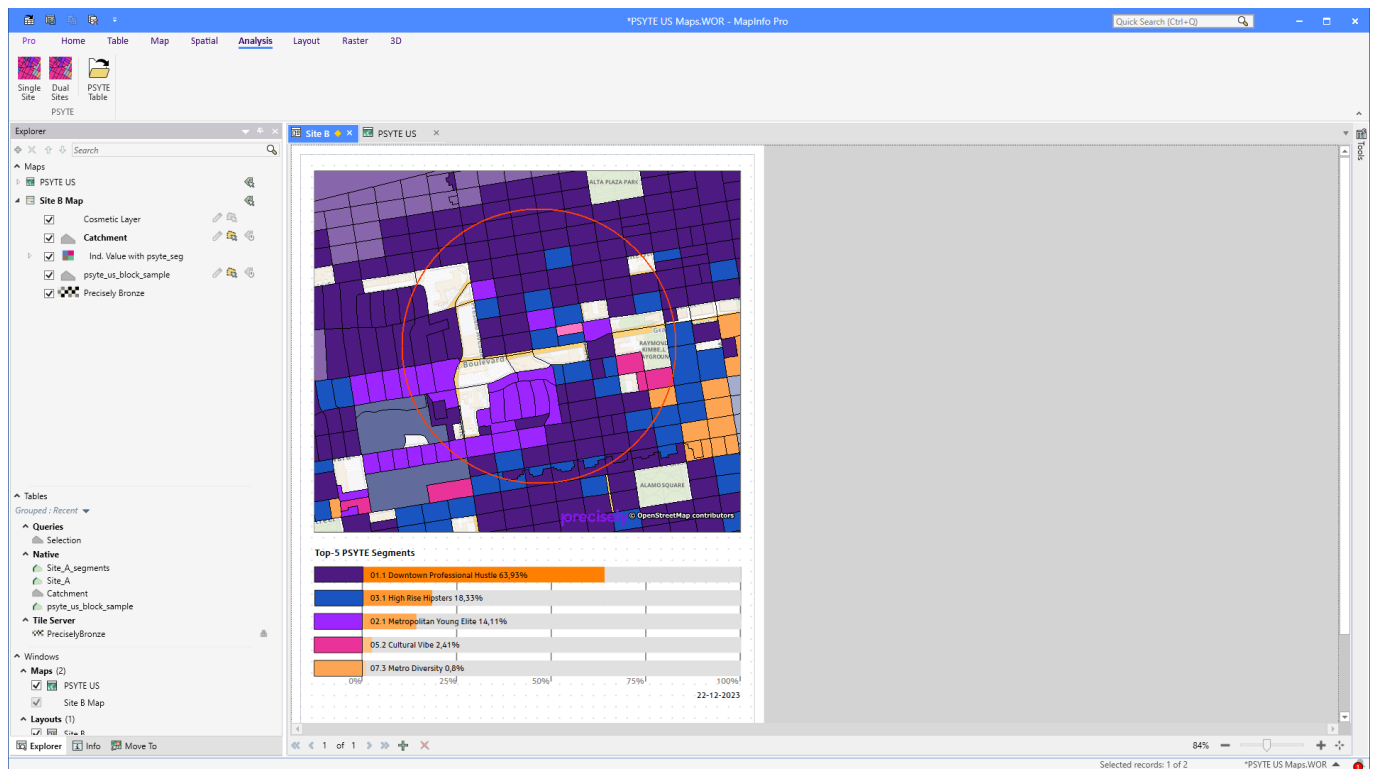 *PSYTE US Maps.WOR - MapInfo Pro
Quick Search (Ctrl+Q)
Pro Home Table Map Spatial Analysis Layout Raster 3D
Single Site
Dual Sites
PSYTE Table
PSYTE
Explorer
Search
Maps
PSYTE US
Site B Map
Cosmetic Layer
Catchment
Ind. Value with psyte_seg
psyte_us_block_sample
Precisely Bronze
Tables
Grouped : Recent
Queries
Selection
Native
Site_A_segments
Site_A
Catchment
psyte_us_block_sample
Tile Server
PreciselyBronze
Windows
Maps (2)
PSYTE US
Site B Map
Layouts (1)
Site B
Explorer Info Move To
Site B
PSYTE US
Tools
ALTA PLAZA PARK
Boulevard
RAYMOND
KIMBELL
ALAMO SQUARE
precisely
© OpenStreetMap contributors
Top-5 PSYTE Segments
01.1 Downtown Professional Hustle 63,93%
03.1 High Rise Hipsters 18,33%
02.1 Metropolitan Young Elite 14,11%
05.2 Cultural Vibe 2,41%
07.3 Metro Diversity 0,8%
0% 25% 50% 75% 100%
22-12-2023
1 of 1
84%
Selected records: 1 of 2
*PSYTE US Maps.WOR